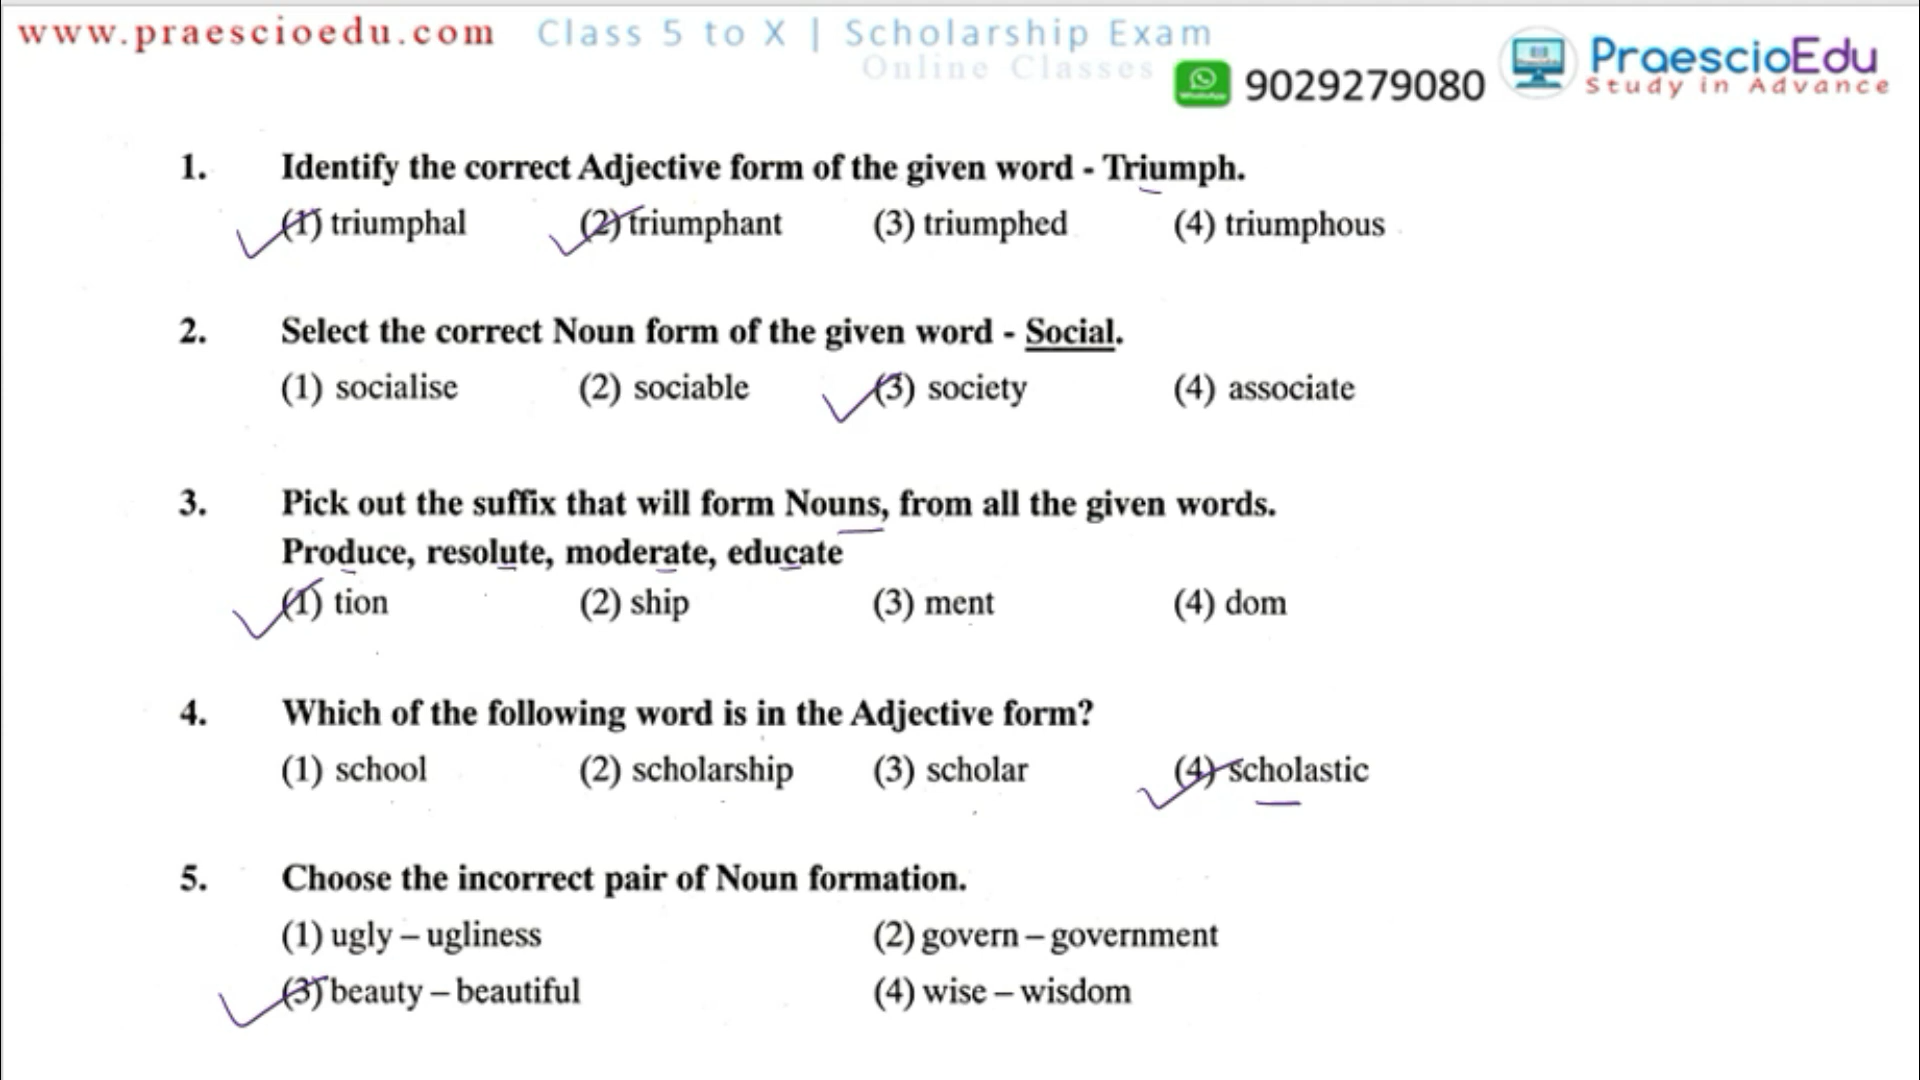 www.praescioedu.com Class 5 to X | Scholarship Exam
Online Classes
WhatsApp 9029279080
PraescioEdu
Study in Advance
1. Identify the correct Adjective form of the given word - Triumph.
(1) triumphal (2) triumphant (3) triumphed (4) triumphous
2. Select the correct Noun form of the given word - Social.
(1) socialise (2) sociable (3) society (4) associate
3. Pick out the suffix that will form Nouns, from all the given words.
Produce, resolute, moderate, educate
(1) tion (2) ship (3) ment (4) dom
4. Which of the following word is in the Adjective form?
(1) school (2) scholarship (3) scholar (4) scholastic
5. Choose the incorrect pair of Noun formation.
(1) ugly – ugliness (2) govern – government
(3) beauty – beautiful (4) wise – wisdom